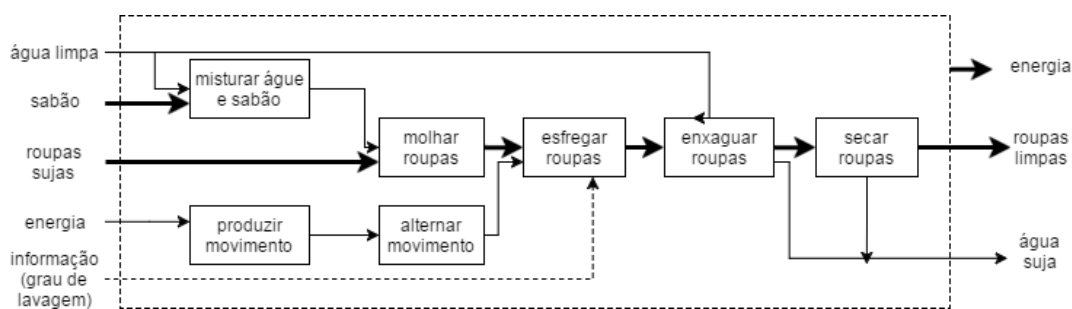 água limpa
sabão
roupas
sujas
energia
informação
(grau de
lavagem)
misturar águe
e sabão
molhar
roupas
esfregar
roupas
enxaguar
roupas
secar
roupas
produzir
movimento
alternar
movimento
energia
roupas
limpas
água
suja